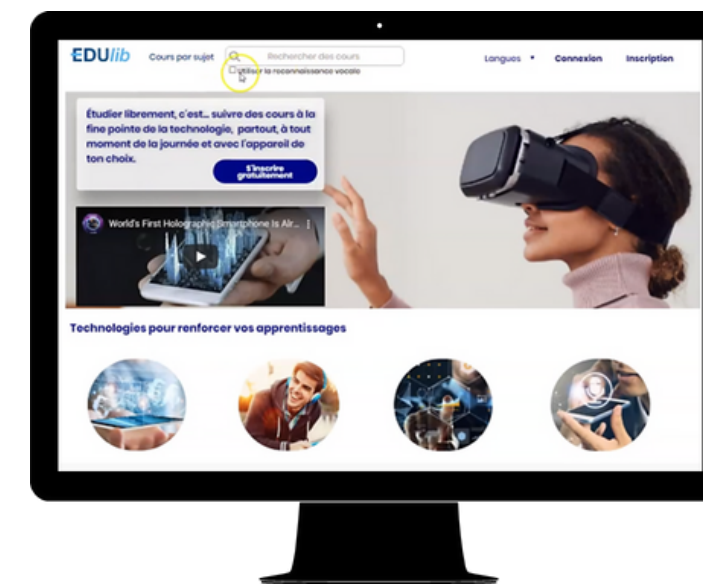 EDUlib Cours par sujet Rechercher des cours Langues ▼ Connexion Inscription
Utiliser la reconnaissance vocale
Étudier librement, c'est... suivre des cours à la
fine pointe de la technologie, partout, à tout
moment de la journée et avec l'appareil de
ton choix.
S'inscrire
gratuitement
World's First Holographic Smartphone Is Alr...
Technologies pour renforcer vos apprentissages